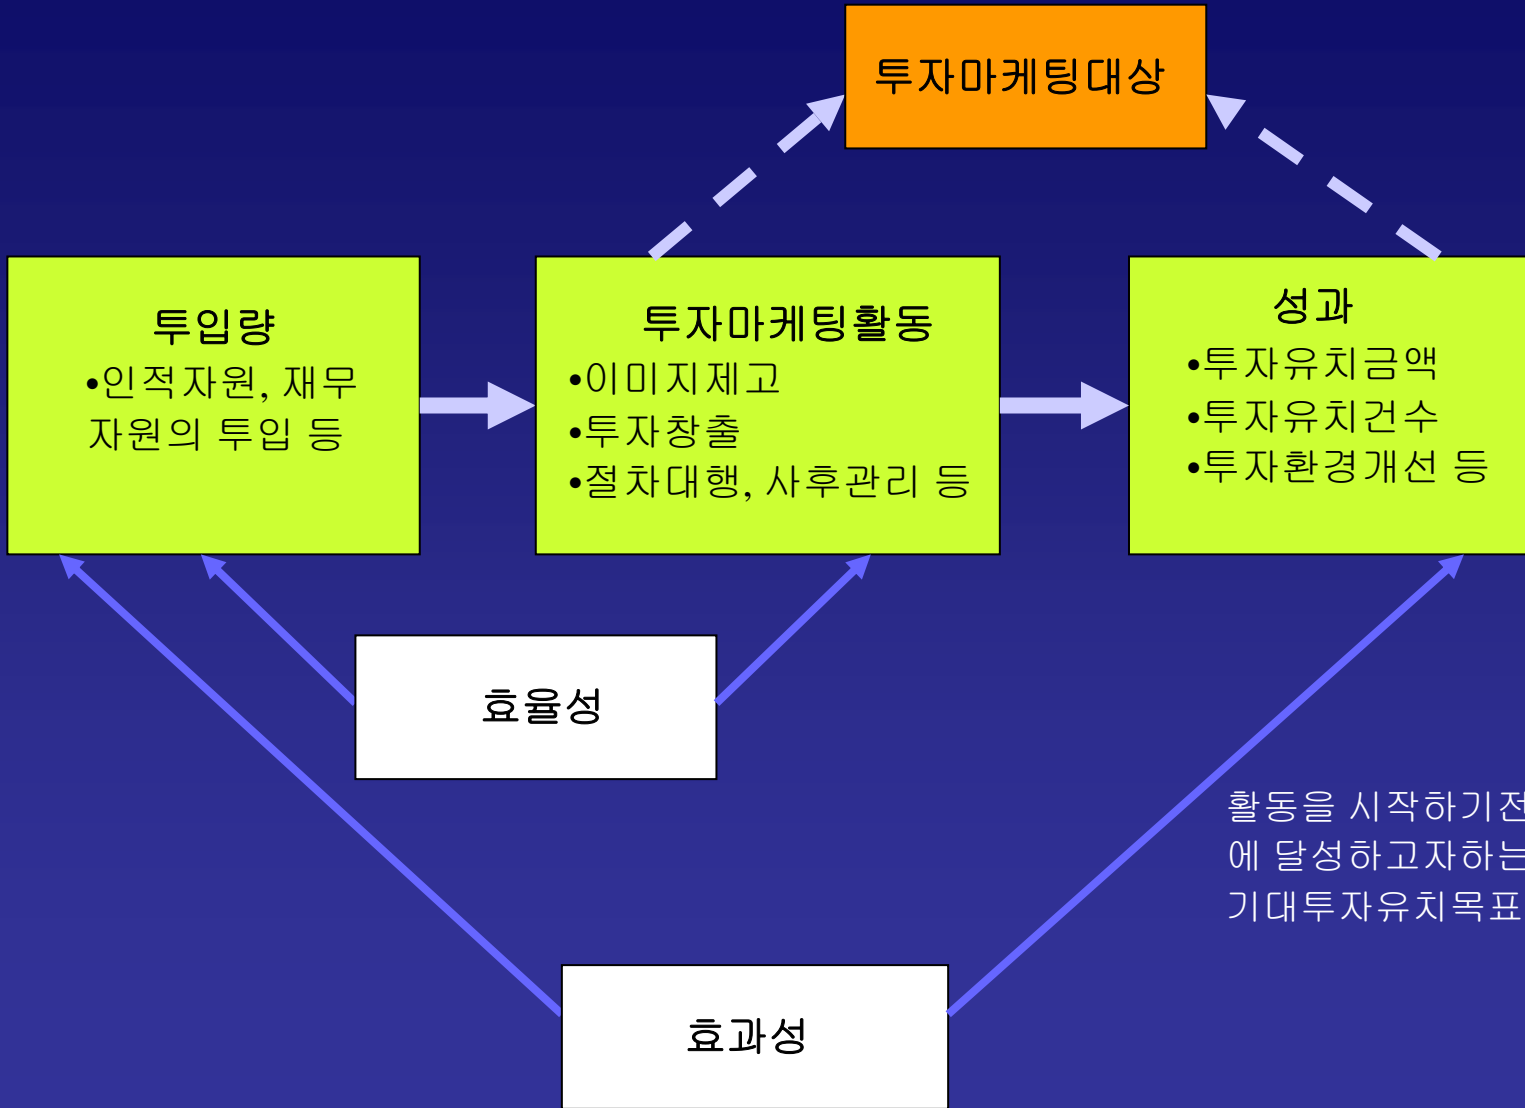 투자마케팅대상
투입량
•인적자원, 재무
자원의 투입 등
투자마케팅활동
•이미지제고
•투자창출
•절차대행, 사후관리 등
성과
•투자유치금액
•투자유치건수
•투자환경개선 등
효율성
활동을 시작하기전
에 달성하고자하는
기대투자유치목표
효과성